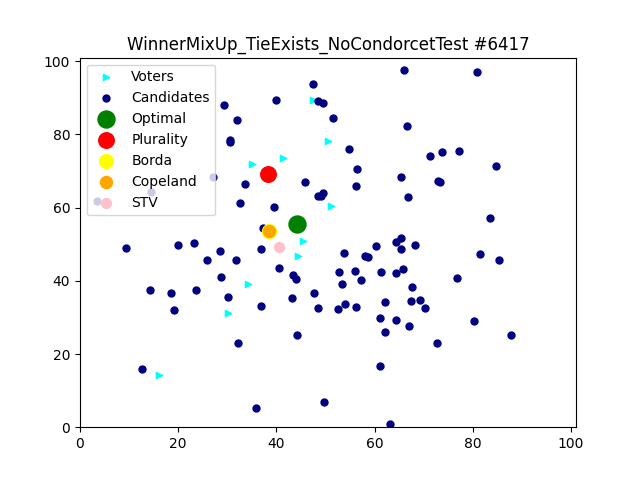 WinnerMixUp_TieExists_NoCondorcetTest #6417
100
80
60
40
20
0
Voters
Candidates
Optimal
Plurality
Borda
Copeland
STV
0 20 40 60 80 100